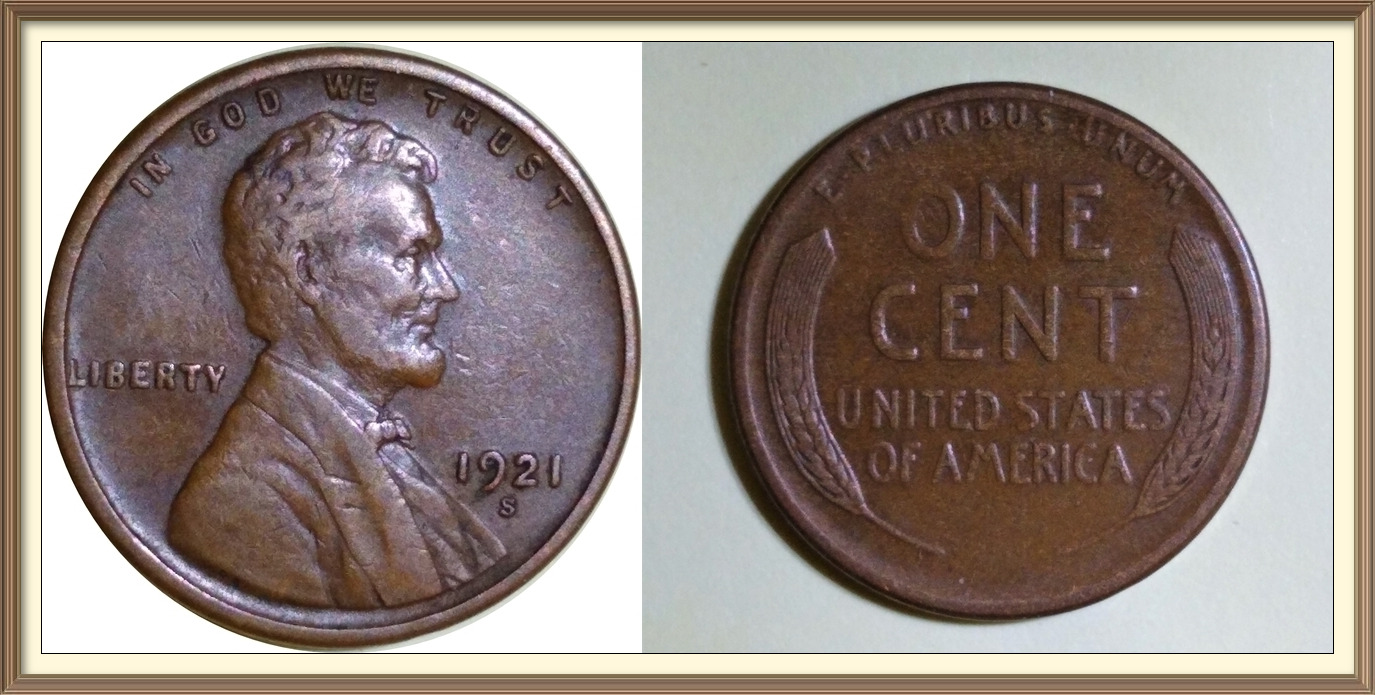 IN GOD WE TRUST
LIBERTY
1921
S
E · PLURIBUS · UNUM
ONE
CENT
UNITED STATES
OF AMERICA